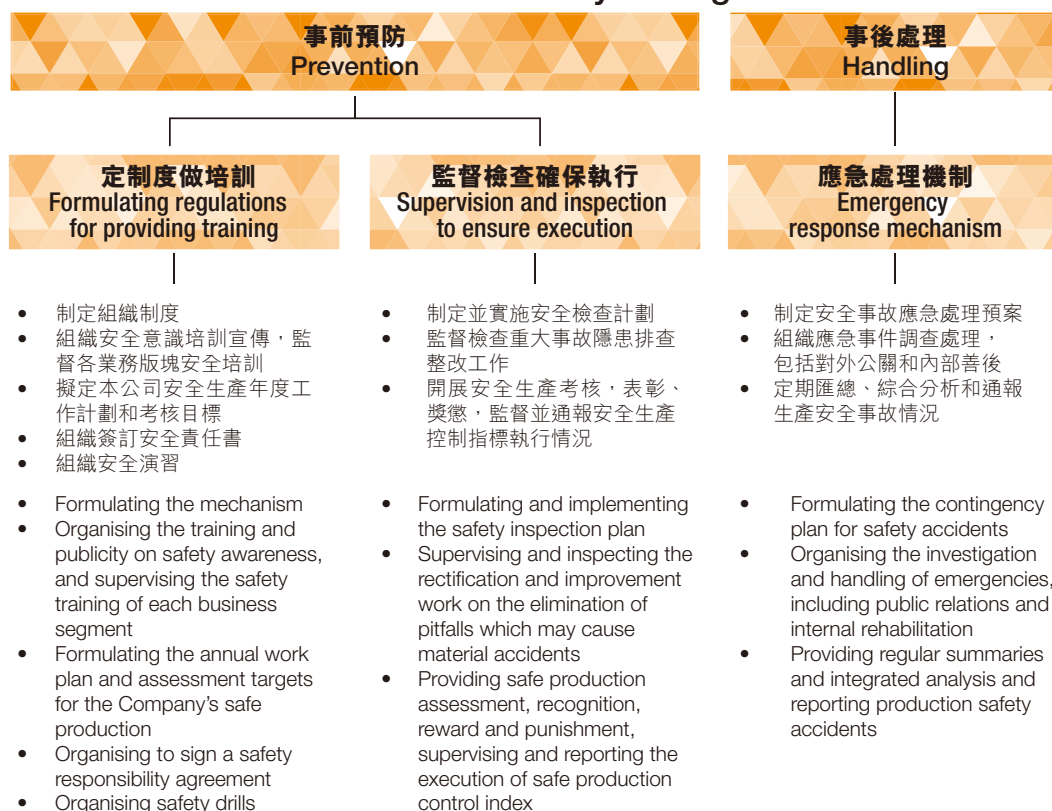 事前預防
Prevention
事後處理
Handling
定制度做培訓
Formulating regulations
for providing training
監督檢查確保執行
Supervision and inspection
to ensure execution
應急處理機制
Emergency
response mechanism
• 制定組織制度
• 組織安全意識培訓宣傳，監
督各業務版塊安全培訓
• 擬定本公司安全生產年度工
作計劃和考核目標
• 組織簽訂安全責任書
• 組織安全演習
• 制定並實施安全檢查計劃
• 監督檢查重大事故隱患排查
整改工作
• 開展安全生產考核，表彰、
獎懲，監督並通報安全生產
控制指標執行情況
• 制定安全事故應急處理預案
• 組織應急事件調查處理，
包括對外公關和內部善後
• 定期匯總、綜合分析和通報
生產安全事故情況
• Formulating the mechanism
• Organising the training and
publicity on safety awareness,
and supervising the safety
training of each business
segment
• Formulating the annual work
plan and assessment targets
for the Company's safe
production
• Organising to sign a safety
responsibility agreement
• Organising safety drills
• Formulating and implementing
the safety inspection plan
• Supervising and inspecting the
rectification and improvement
work on the elimination of
pitfalls which may cause
material accidents
• Providing safe production
assessment, recognition,
reward and punishment,
supervising and reporting the
execution of safe production
control index
• Formulating the contingency
plan for safety accidents
• Organising the investigation
and handling of emergencies,
including public relations and
internal rehabilitation
• Providing regular summaries
and integrated analysis and
reporting production safety
accidents